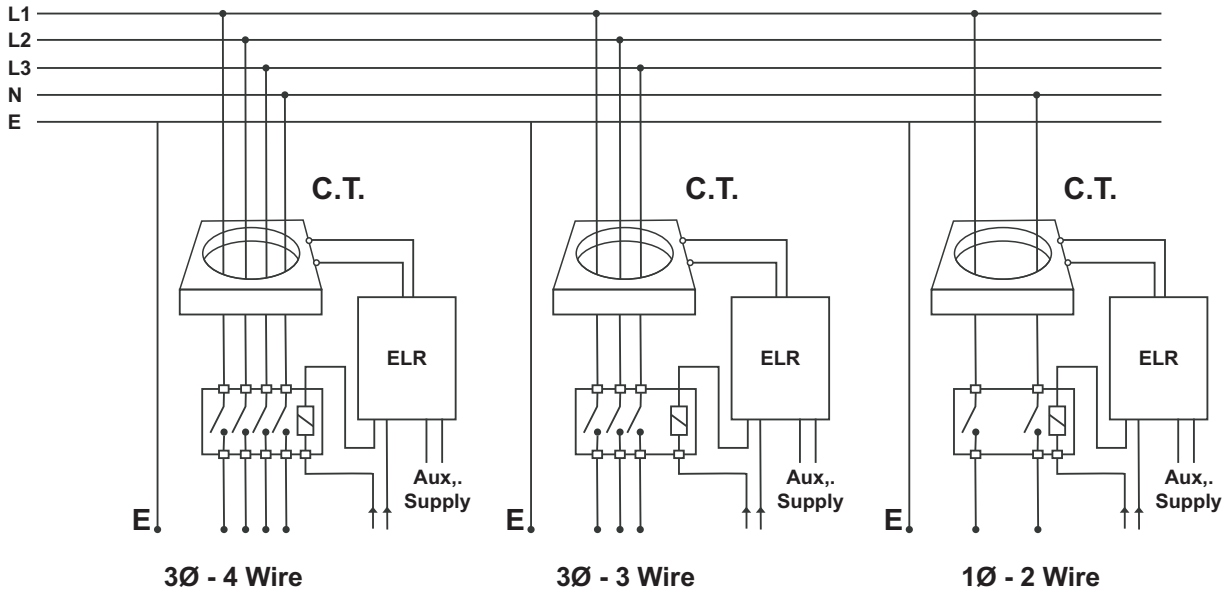 L1
L2
L3
N
E
C.T.
C.T.
C.T.
ELR
ELR
ELR
Aux,.
Supply
Aux,.
Supply
Aux,.
Supply
E
E
E
3Ø - 4 Wire
3Ø - 3 Wire
1Ø - 2 Wire